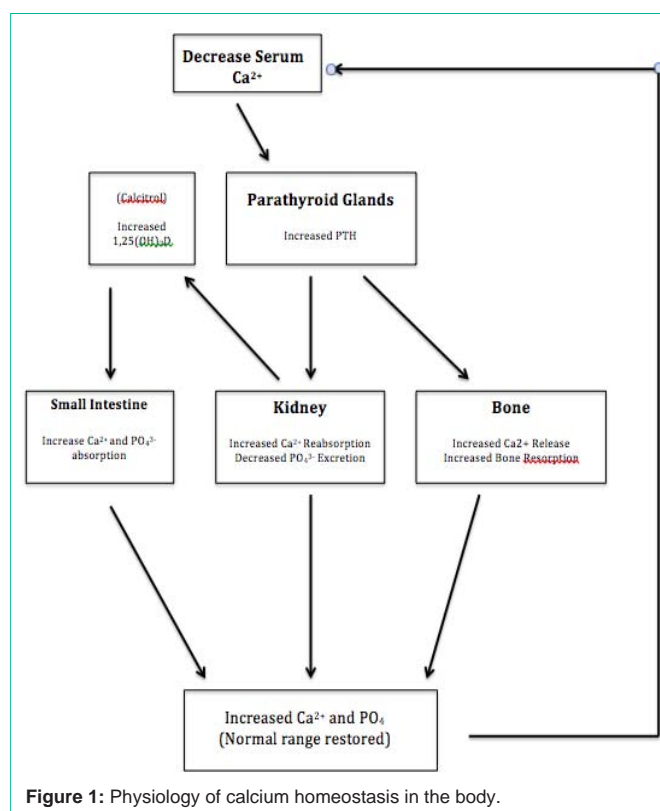 Decrease Serum
Ca²⁺
(Calcitrol)
Increased
1,25(OH)₂D
Parathyroid Glands
Increased PTH
Small Intestine
Increase Ca²⁺ and PO₄³⁻
absorption
Kidney
Increased Ca²⁺ Reabsorption
Decreased PO₄³⁻ Excretion
Bone
Increased Ca2+ Release
Increased Bone Resorption
Increased Ca²⁺ and PO₄
(Normal range restored)
Figure 1: Physiology of calcium homeostasis in the body.